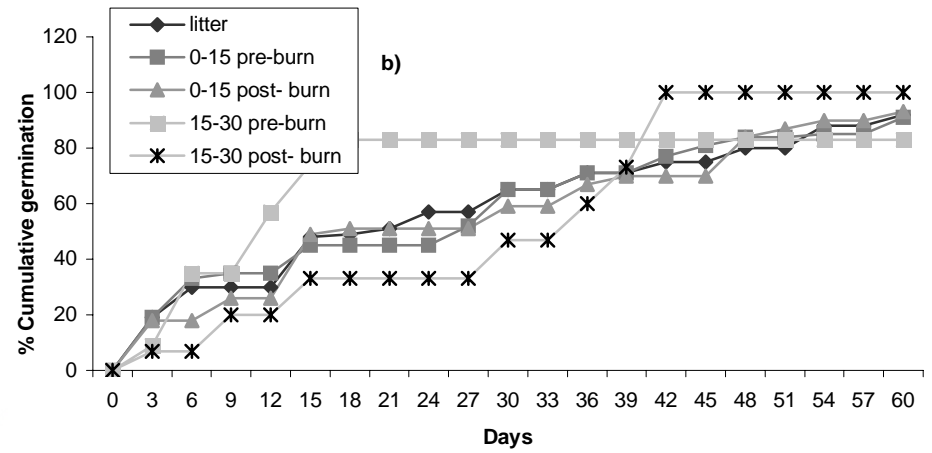 litter
0-15 pre-burn
0-15 post- burn
15-30 pre-burn
15-30 post- burn
b)
% Cumulative germination
120
100
80
60
40
20
0
0 3 6 9 12 15 18 21 24 27 30 33 36 39 42 45 48 51 54 57 60
Days